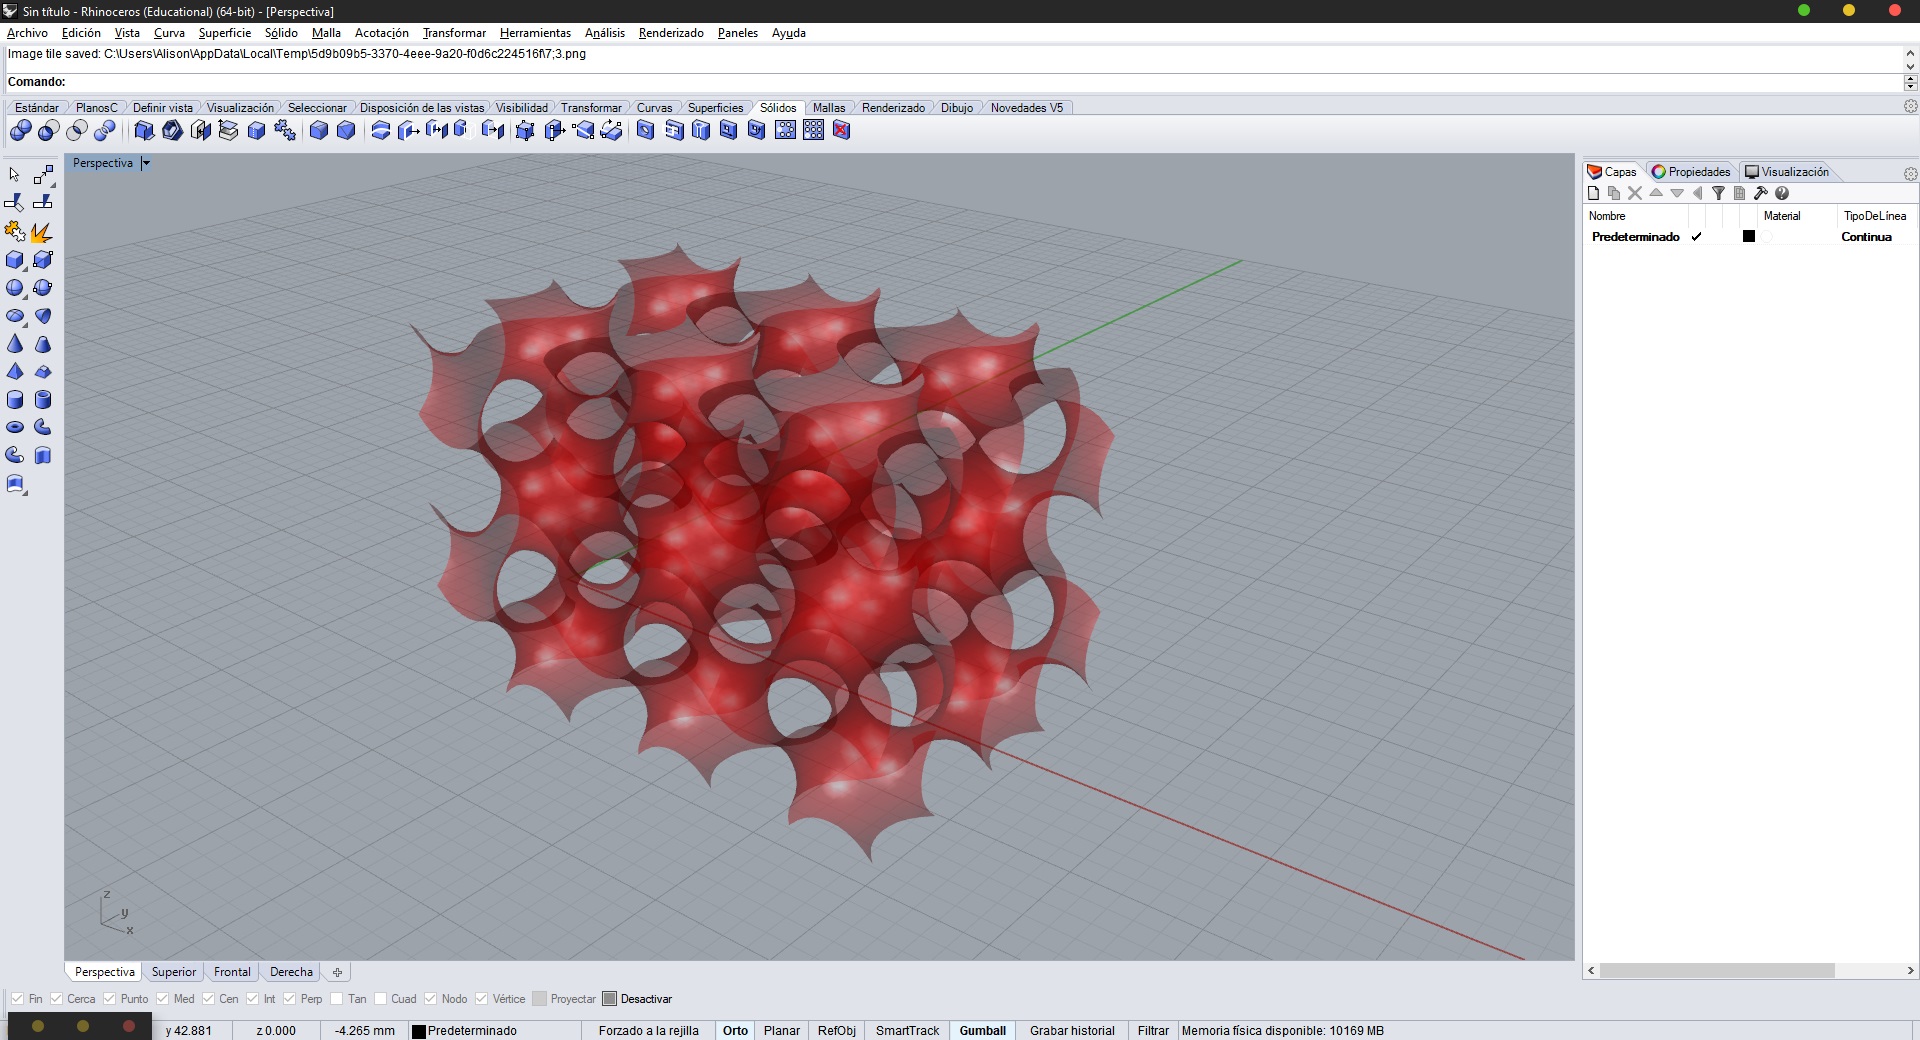 Sin título - Rhinoceros (Educational) (64-bit) - [Perspectiva]
Archivo Edición Vista Curva Superficie Sólido Malla Acotación Transformar Herramientas Análisis Renderizado Paneles Ayuda
Image tile saved: C:\Users\Alison\AppData\Local\Temp\5d9b09b5-3370-4eee-9a20-f0d6c224516f\7;3.png
Comando:
Estándar PlanosC Definir vista Visualización Seleccionar Disposición de las vistas Visibilidad Transformar Curvas Superficies Sólidos Mallas Renderizado Dibujo Novedades V5
Perspectiva
Capas Propiedades Visualización
Nombre Material TipoDeLínea
Predeterminado Continua
z
y
x
Perspectiva Superior Frontal Derecha
Fin Cerca Punto Med Cen Int Perp Tan Cuad Nodo Vértice Proyectar Desactivar
y 42.881 z 0.000 -4.265 mm Predeterminado Forzado a la rejilla Orto Planar RefObj SmartTrack Gumball Grabar historial Filtrar Memoria física disponible: 10169 MB